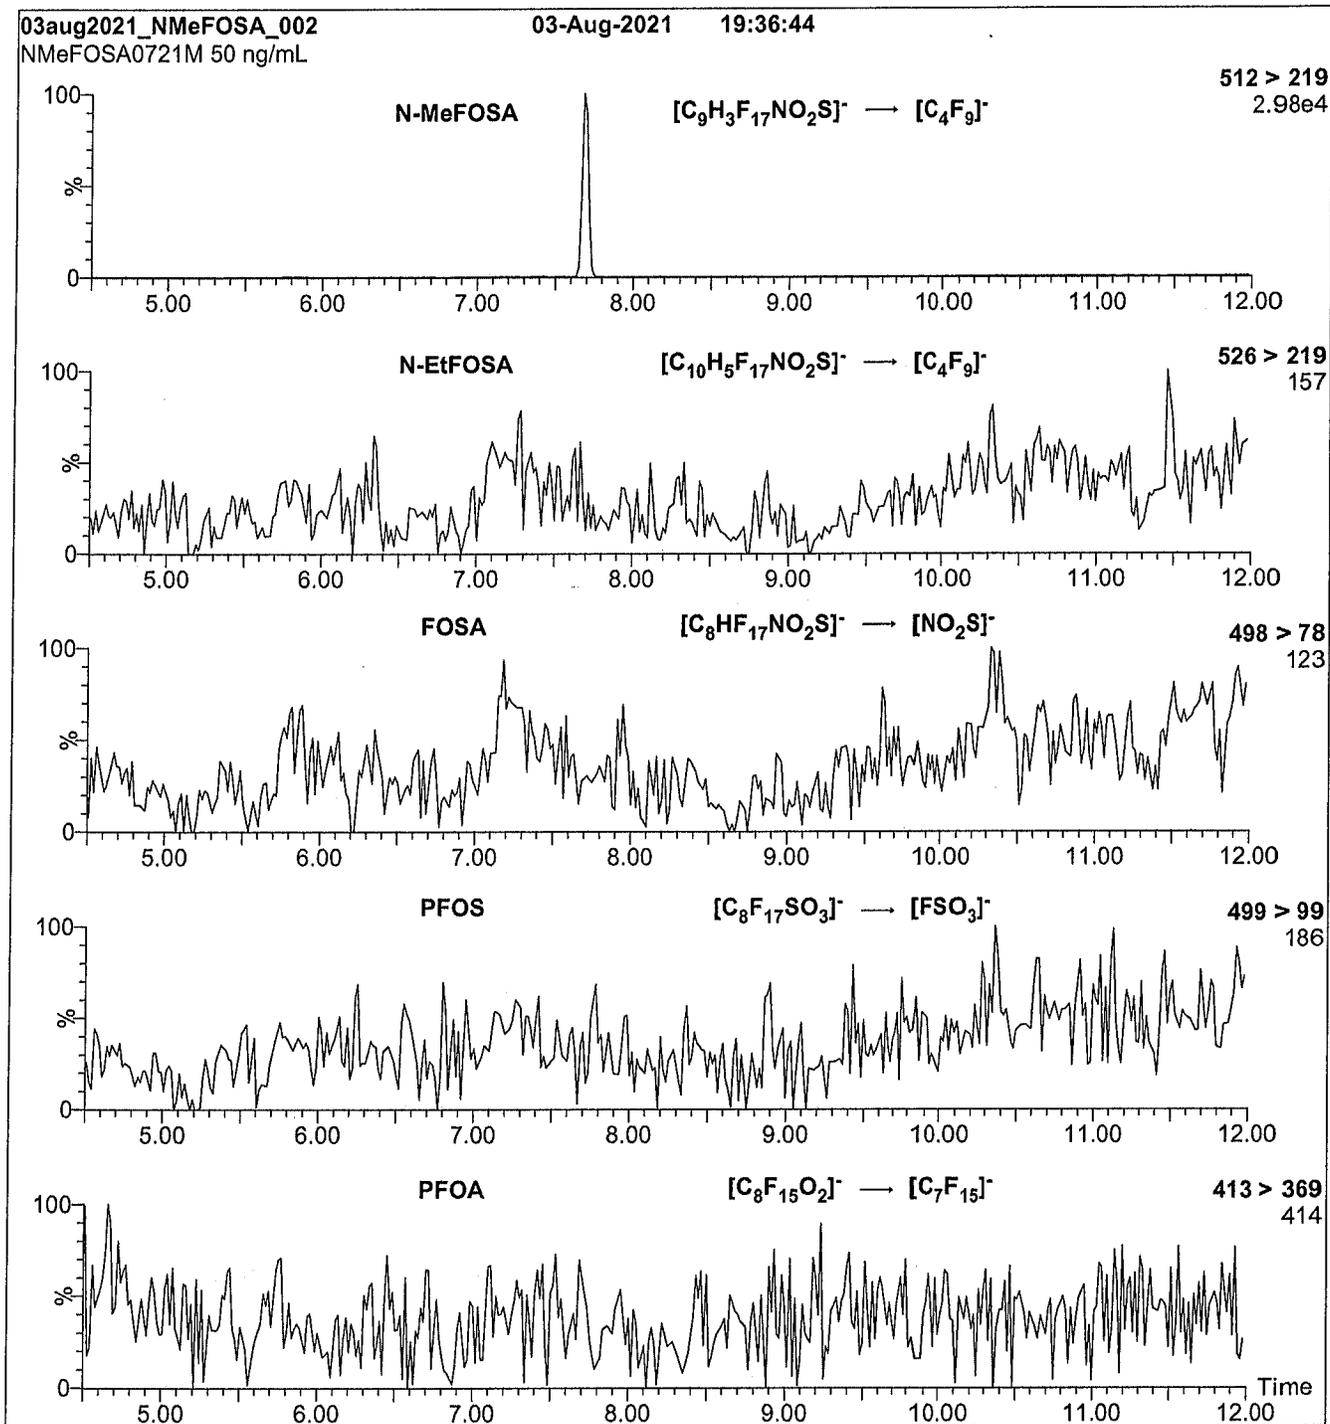 03aug2021_NMeFOSA_002 03-Aug-2021 19:36:44
NMeFOSA0721M 50 ng/mL
512 > 219
2.98e4
N-MeFOSA [C9H3F17NO2S]- → [C4F9]-
100
%
0
5.00 6.00 7.00 8.00 9.00 10.00 11.00 12.00
526 > 219
157
N-EtFOSA [C10H5F17NO2S]- → [C4F9]-
100
%
0
5.00 6.00 7.00 8.00 9.00 10.00 11.00 12.00
498 > 78
123
FOSA [C8HF17NO2S]- → [NO2S]-
100
%
0
5.00 6.00 7.00 8.00 9.00 10.00 11.00 12.00
499 > 99
186
PFOS [C8F17SO3]- → [FSO3]-
100
%
0
5.00 6.00 7.00 8.00 9.00 10.00 11.00 12.00
413 > 369
414
PFOA [C8F15O2]- → [C7F15]-
100
%
0
Time
5.00 6.00 7.00 8.00 9.00 10.00 11.00 12.00